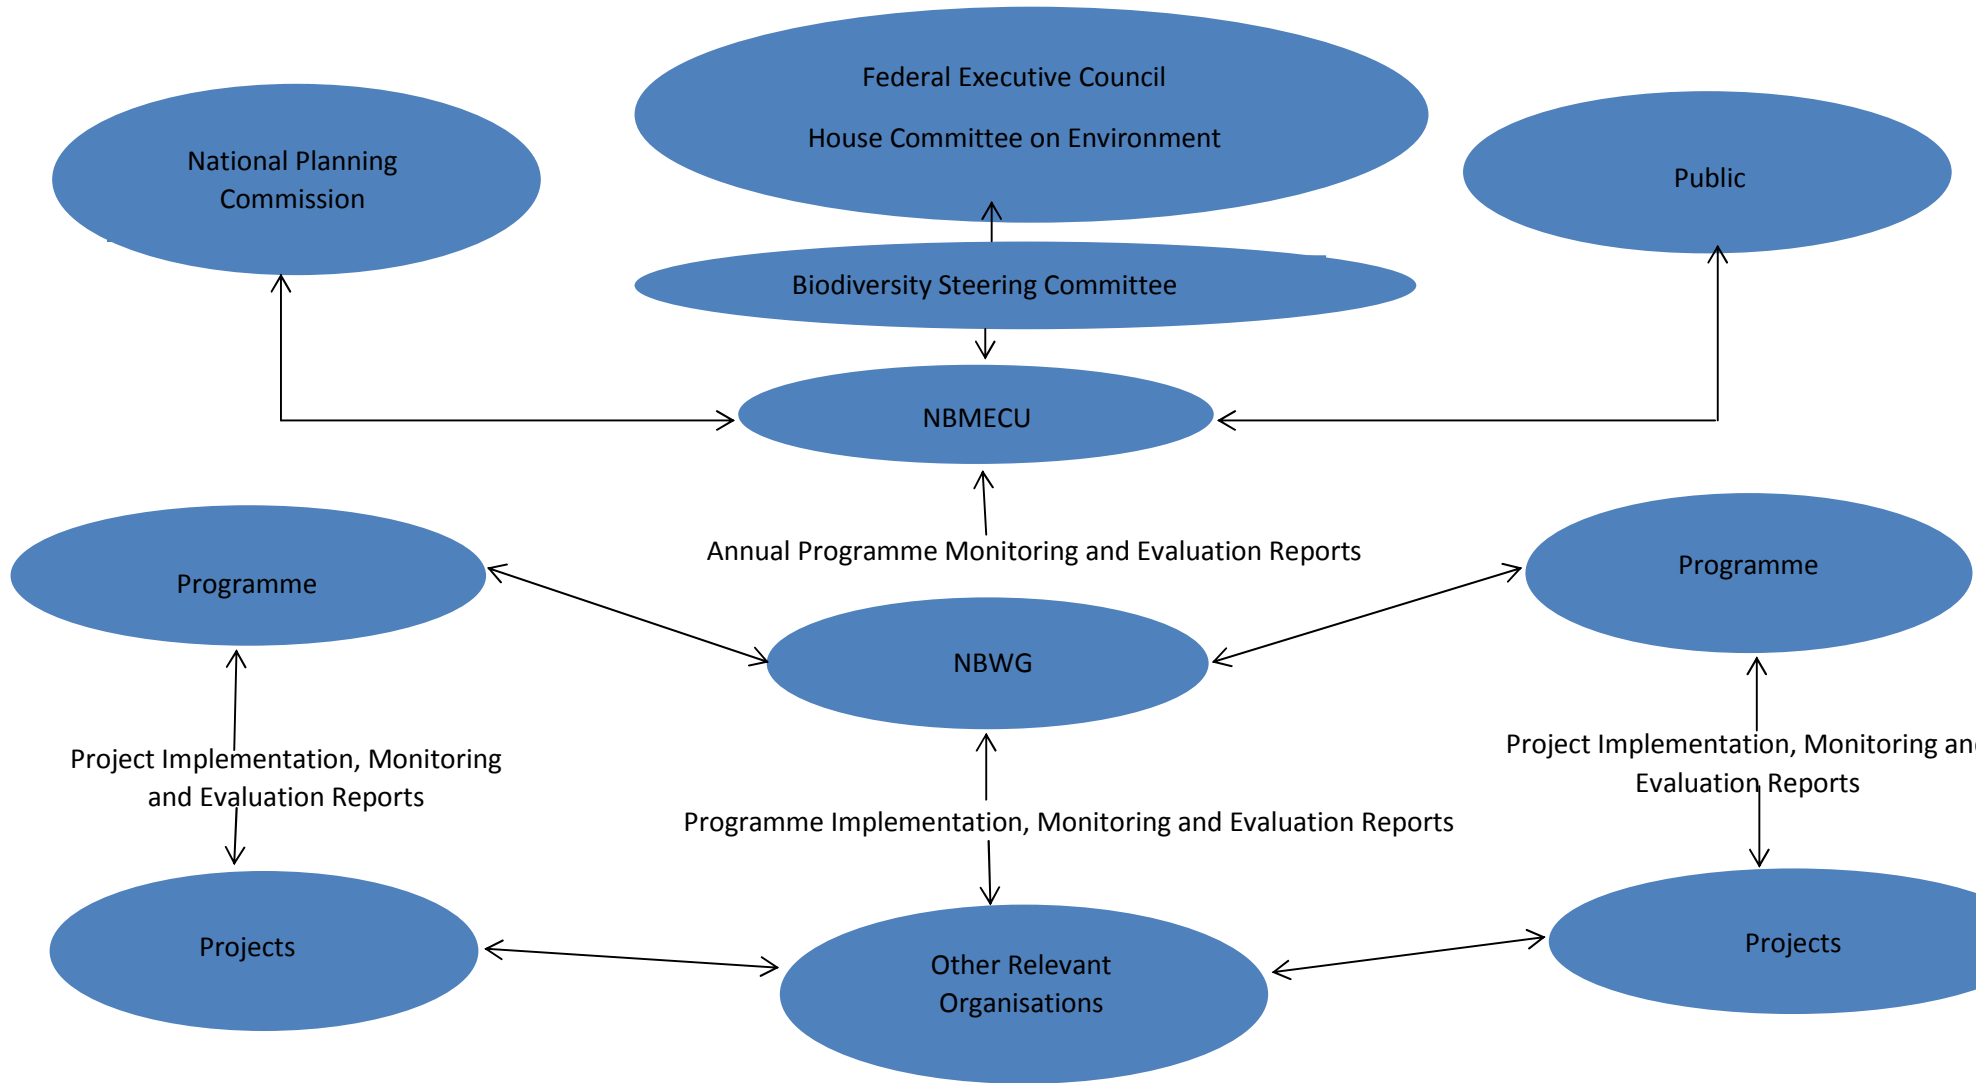 Federal Executive Council
House Committee on Environment
National Planning
Commission
Public
Biodiversity Steering Committee
NBMECU
Annual Programme Monitoring and Evaluation Reports
Programme
Programme
NBWG
Project Implementation, Monitoring
and Evaluation Reports
Project Implementation, Monitoring an
Evaluation Reports
Programme Implementation, Monitoring and Evaluation Reports
Projects
Other Relevant
Organisations
Projects